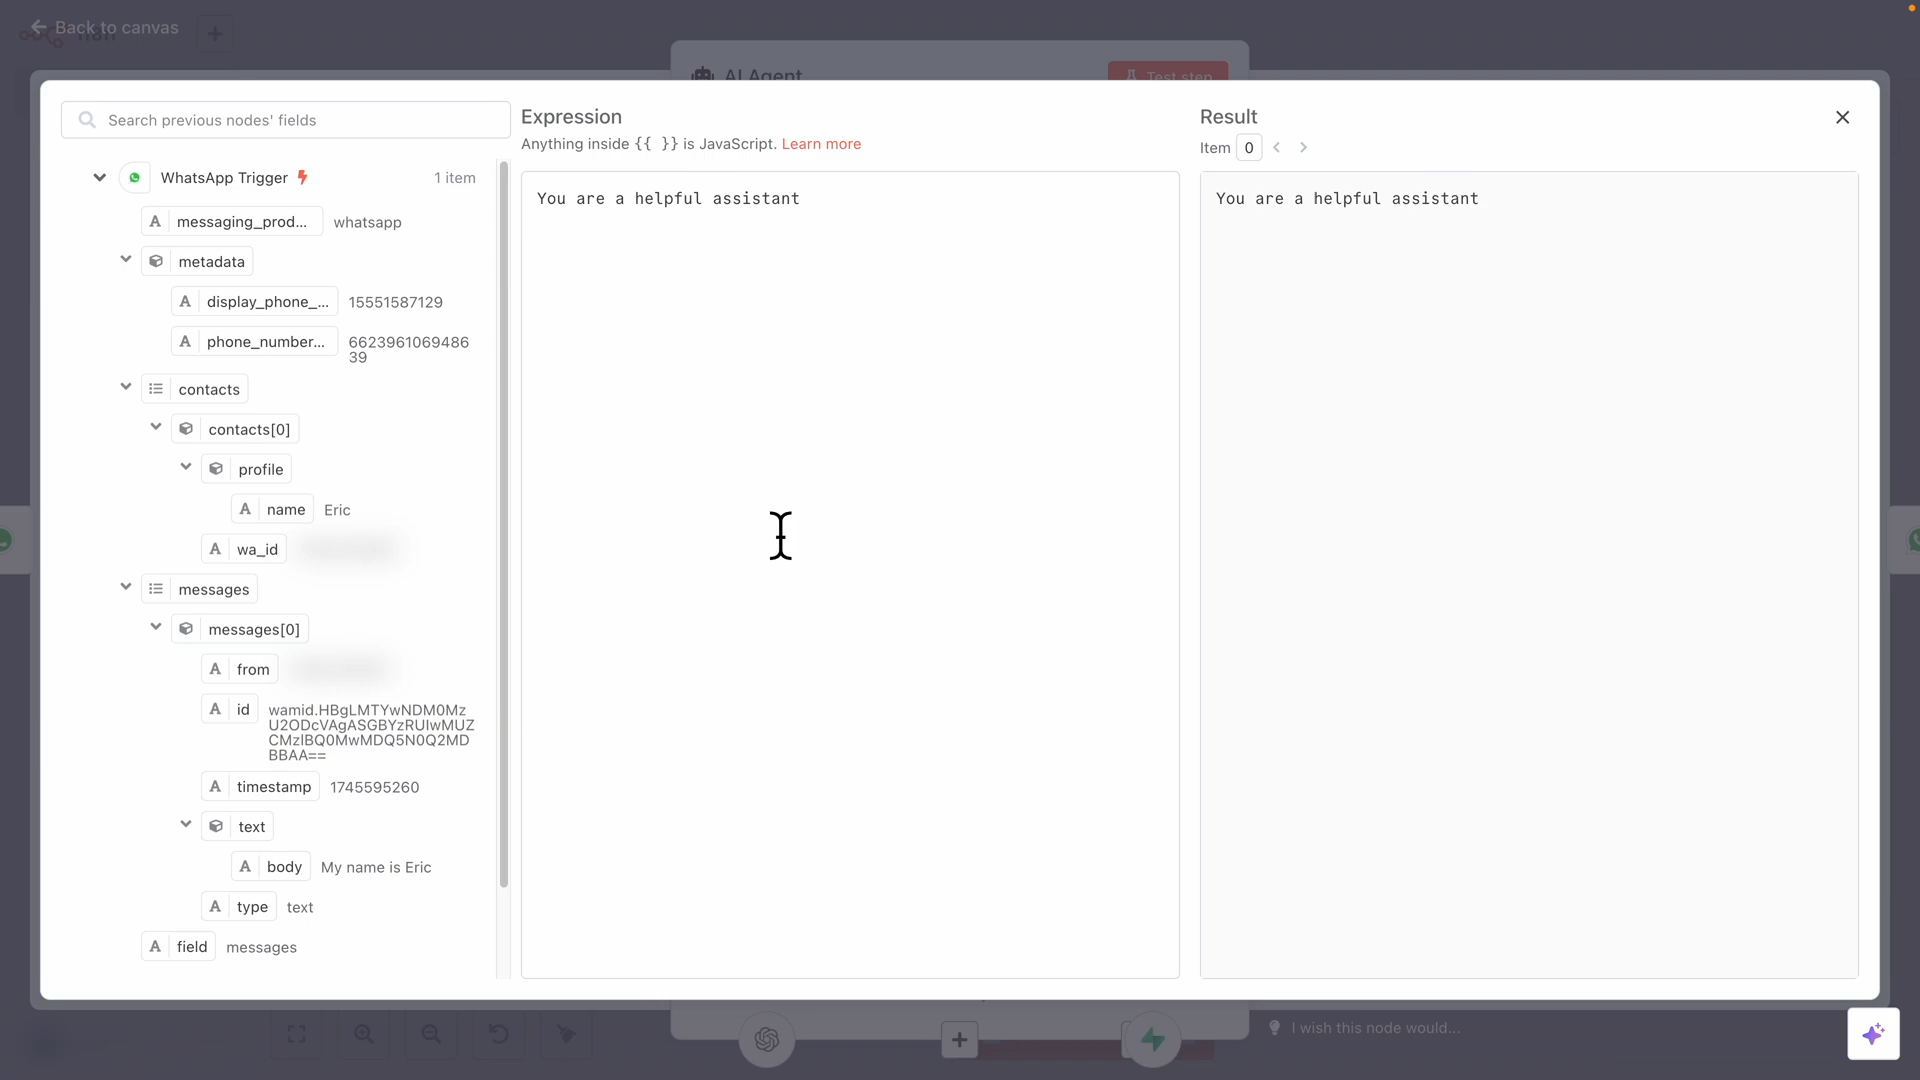 Back to canvas
AI Agent
Test step
Search previous nodes' fields
WhatsApp Trigger
1 item
A messaging_prod... whatsapp
metadata
A display_phone_... 15551587129
A phone_number... 6623961069486
39
contacts
contacts[0]
profile
A name Eric
A wa_id
messages
messages[0]
A from
A id wamid.HBgLMTYwNDM0Mz
U2ODcVAgASGBYzRUIwMUZ
CMzIBQ0MwMDQ5N0Q2MD
BBAA==
A timestamp 1745595260
text
A body My name is Eric
A type text
A field messages
Expression
Anything inside {{ }} is JavaScript. Learn more
You are a helpful assistant
Result
Item 0
You are a helpful assistant
I wish this node would...